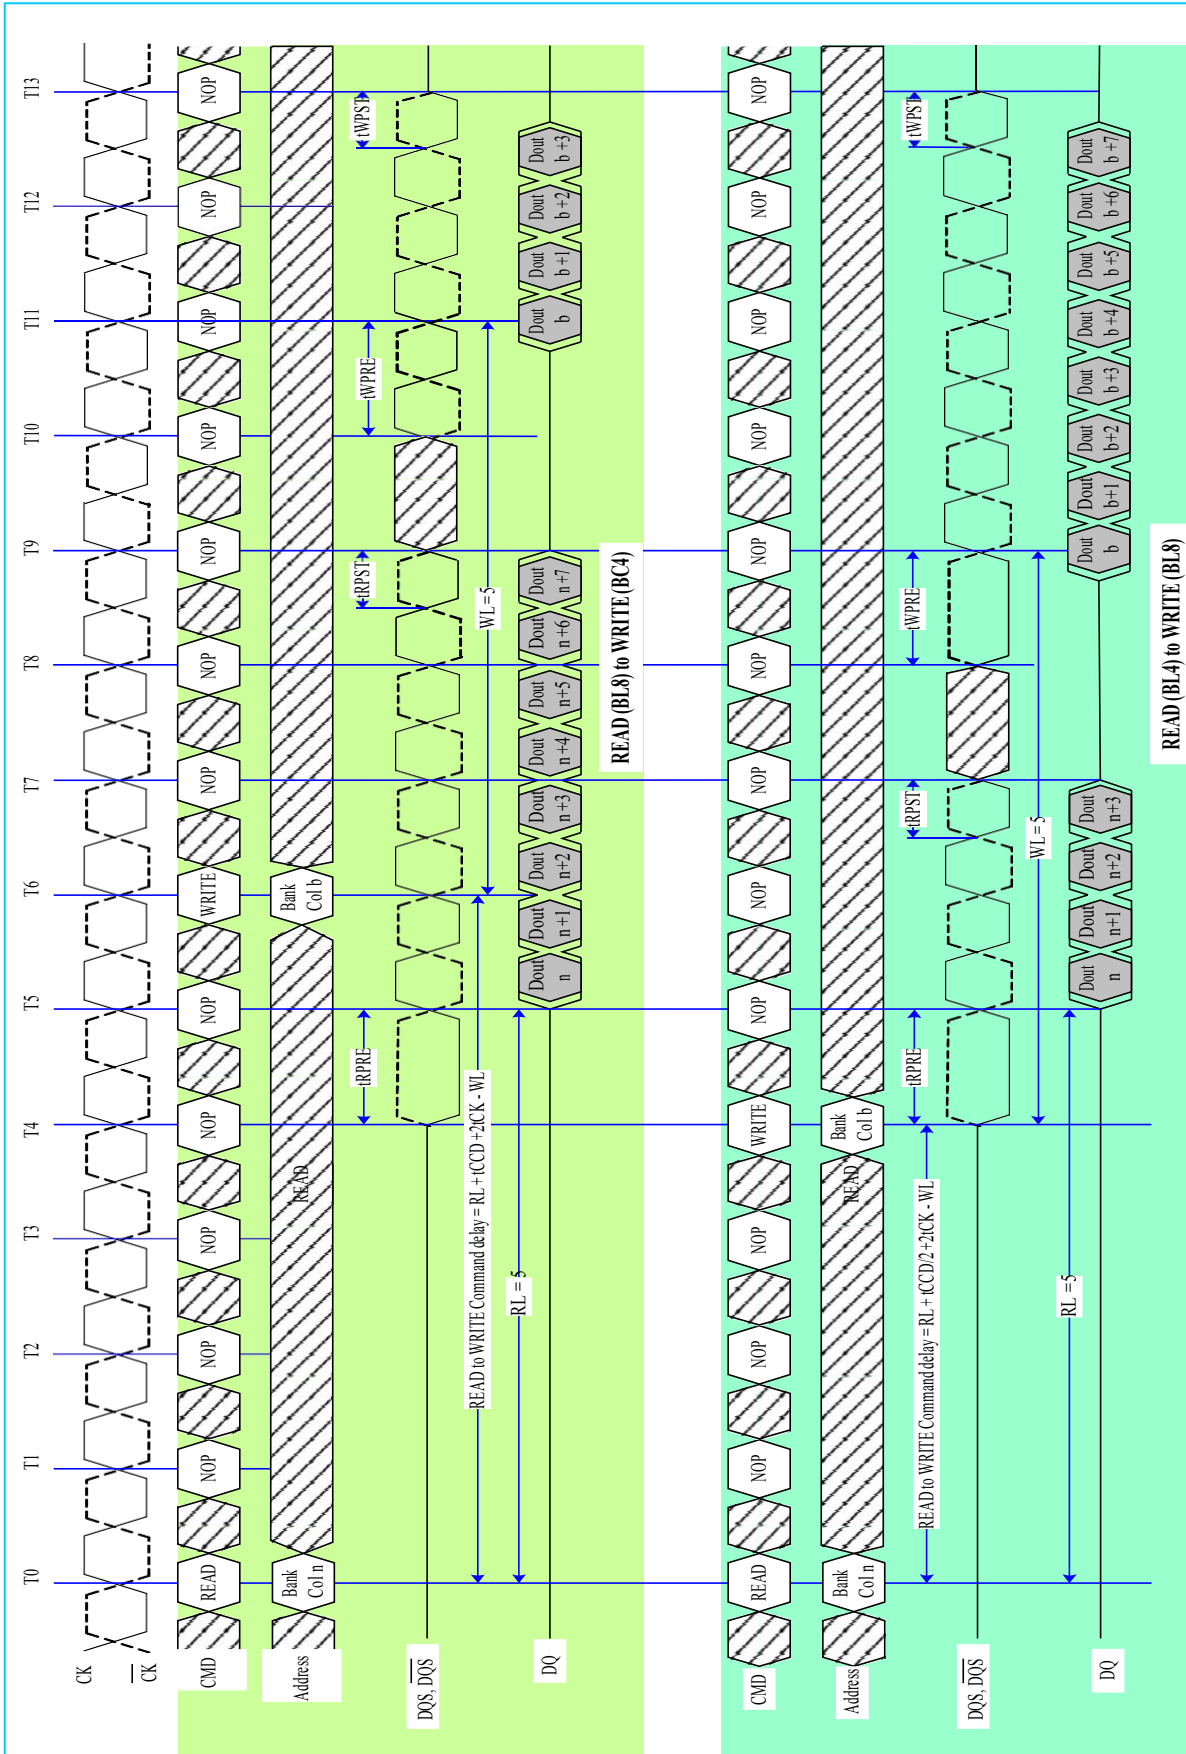 T0 T1 T2 T3 T4 T5 T6 T7 T8 T9 T10 T11 T12 T13
CK
CK
CMD READ NOP NOP NOP NOP NOP WRITE NOP NOP NOP NOP NOP NOP NOP
Address Bank Col n READ Bank Col b
tRPRE tRPST tWPRE tWPST
DQS, DQS
READ to WRITE Command delay = RL + tCCD + 2tCK - WL
WL = 5
RL = 5
DQ Dout n Dout n+1 Dout n+2 Dout n+3 Dout n+4 Dout n+5 Dout n+6 Dout n+7 Dout b Dout b+1 Dout b+2 Dout b+3
READ (BL8) to WRITE (BC4)
CMD READ NOP NOP NOP WRITE NOP NOP NOP NOP NOP NOP NOP NOP NOP
Address Bank Col n READ Bank Col b
READ to WRITE Command delay = RL + tCCD/2 + 2tCK - WL
tRPRE tRPST tWPRE tWPST
DQS, DQS
WL = 5
RL = 5
DQ Dout n Dout n+1 Dout n+2 Dout n+3 Dout b Dout b+1 Dout b+2 Dout b+3 Dout b+4 Dout b+5 Dout b+6 Dout b+7
READ (BL4) to WRITE (BL8)